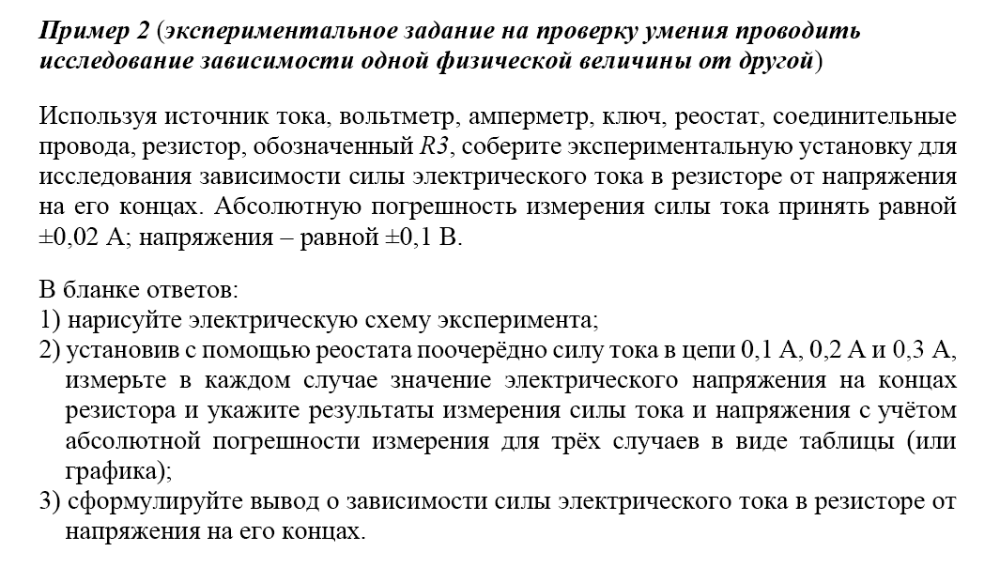 Пример 2 (экспериментальное задание на проверку умения проводить
исследование зависимости одной физической величины от другой)
Используя источник тока, вольтметр, амперметр, ключ, реостат, соединительные
провода, резистор, обозначенный R3, соберите экспериментальную установку для
исследования зависимости силы электрического тока в резисторе от напряжения
на его концах. Абсолютную погрешность измерения силы тока принять равной
±0,02 А; напряжения – равной ±0,1 В.
В бланке ответов:
1) нарисуйте электрическую схему эксперимента;
2) установив с помощью реостата поочерёдно силу тока в цепи 0,1 А, 0,2 А и 0,3 А,
измерьте в каждом случае значение электрического напряжения на концах
резистора и укажите результаты измерения силы тока и напряжения с учётом
абсолютной погрешности измерения для трёх случаев в виде таблицы (или
графика);
3) сформулируйте вывод о зависимости силы электрического тока в резисторе от
напряжения на его концах.